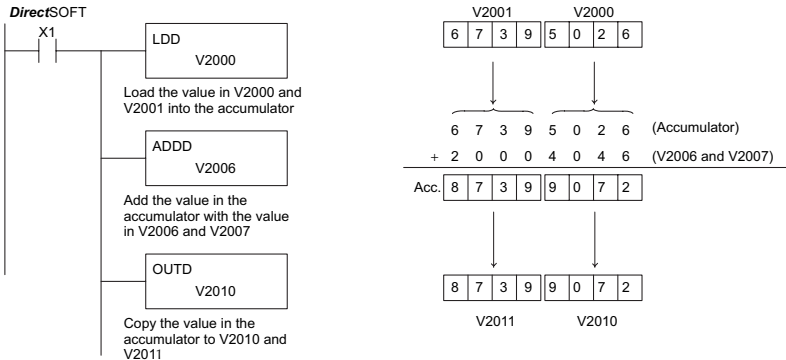 DirectSOFT
X1
LDD
V2000
Load the value in V2000 and
V2001 into the accumulator
ADDD
V2006
Add the value in the
accumulator with the value
in V2006 and V2007
OUTD
V2010
Copy the value in the
accumulator to V2010 and
V2011
V2001 V2000
6 7 3 9 5 0 2 6
6 7 3 9 5 0 2 6 (Accumulator)
+ 2 0 0 0 4 0 4 6 (V2006 and V2007)
Acc. 8 7 3 9 9 0 7 2
8 7 3 9 9 0 7 2
V2011 V2010